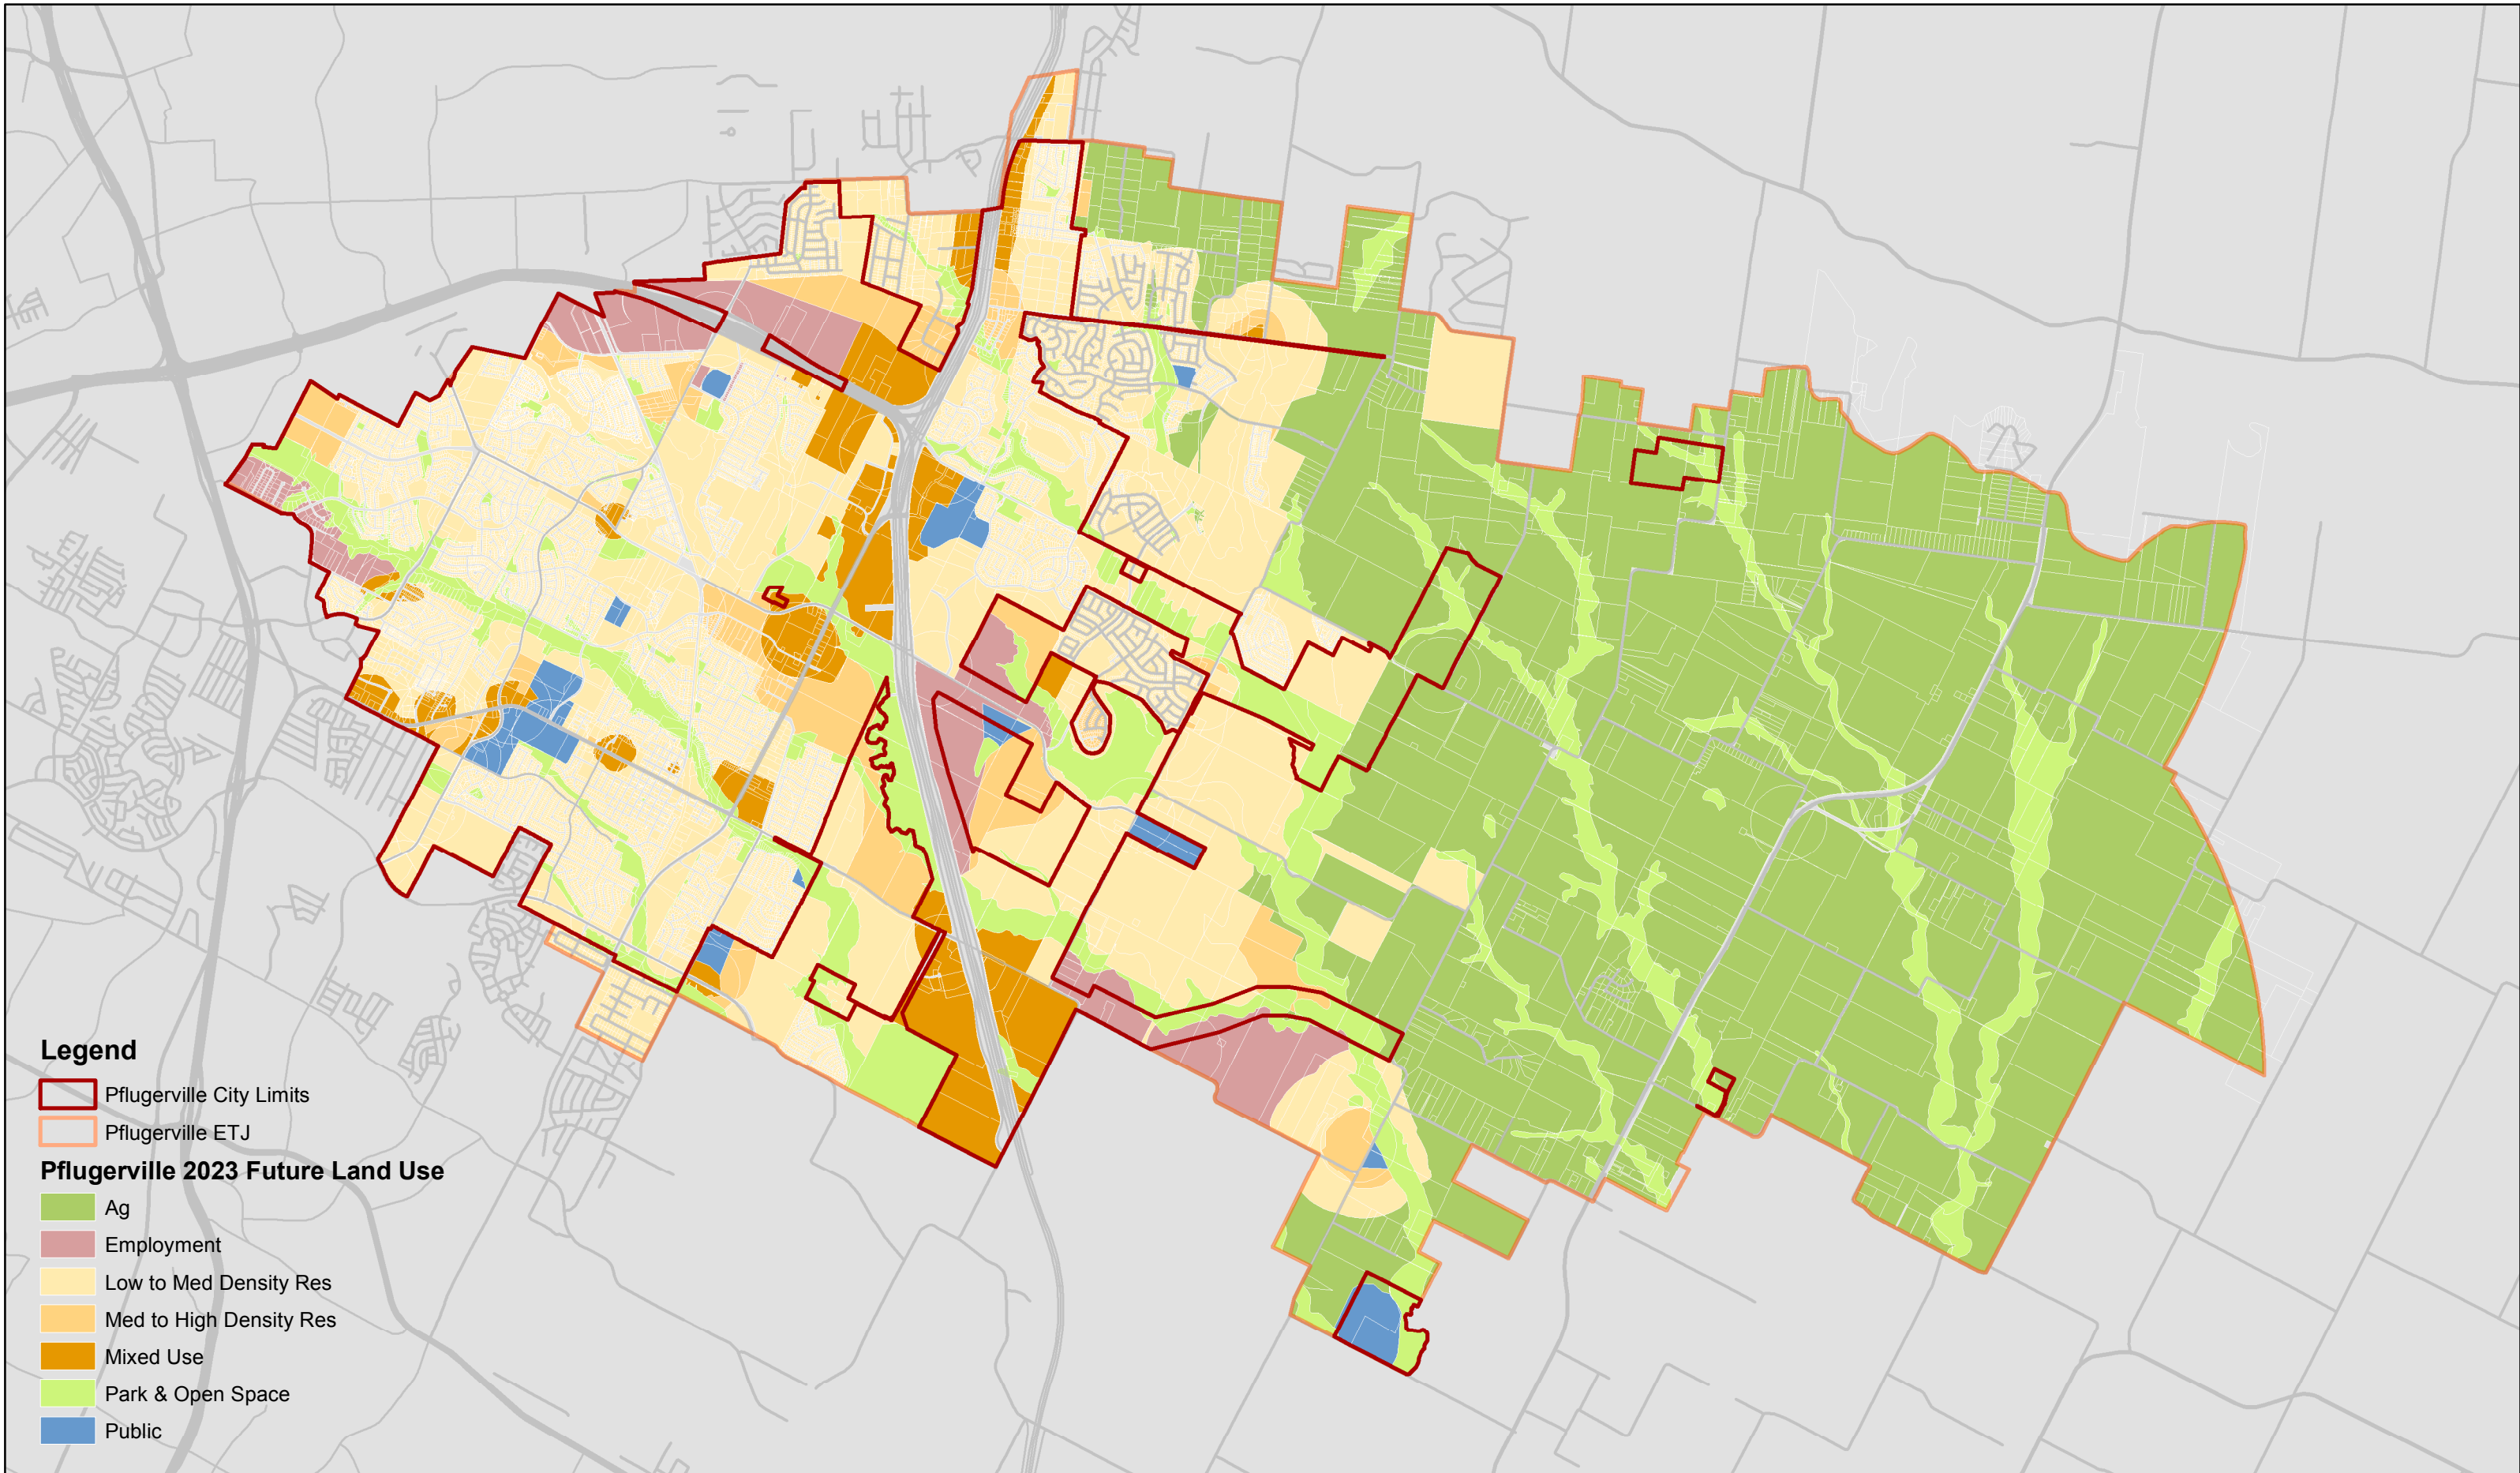 Legend
Pflugerville City Limits
Pflugerville ETJ
Pflugerville 2023 Future Land Use
Ag
Employment
Low to Med Density Res
Med to High Density Res
Mixed Use
Park & Open Space
Public